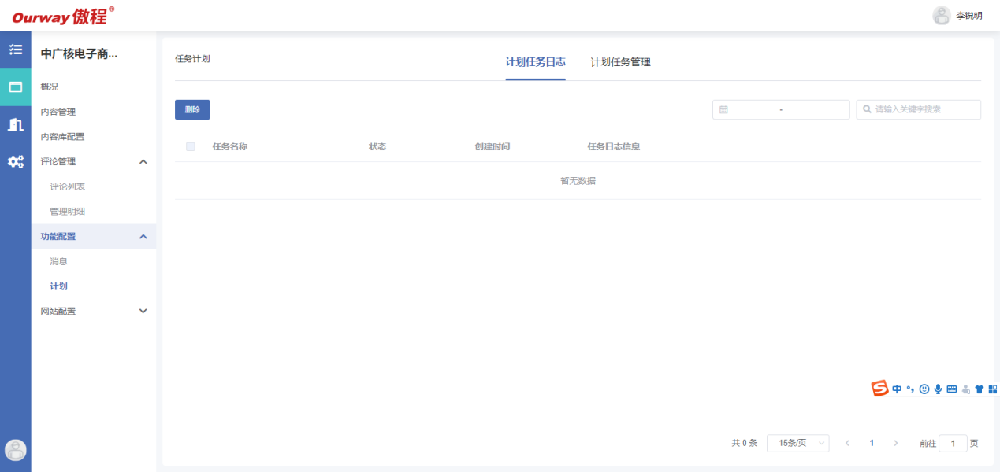 Ourway 傲程®
李锐明
中广核电子商...
概况
内容管理
内容库配置
评论管理
评论列表
管理明细
功能配置
消息
计划
网站配置
任务计划
计划任务日志
计划任务管理
删除
-
请输入关键字搜索
任务名称
状态
创建时间
任务日志信息
暂无数据
中
共 0 条
15条/页
1
前往
1
页